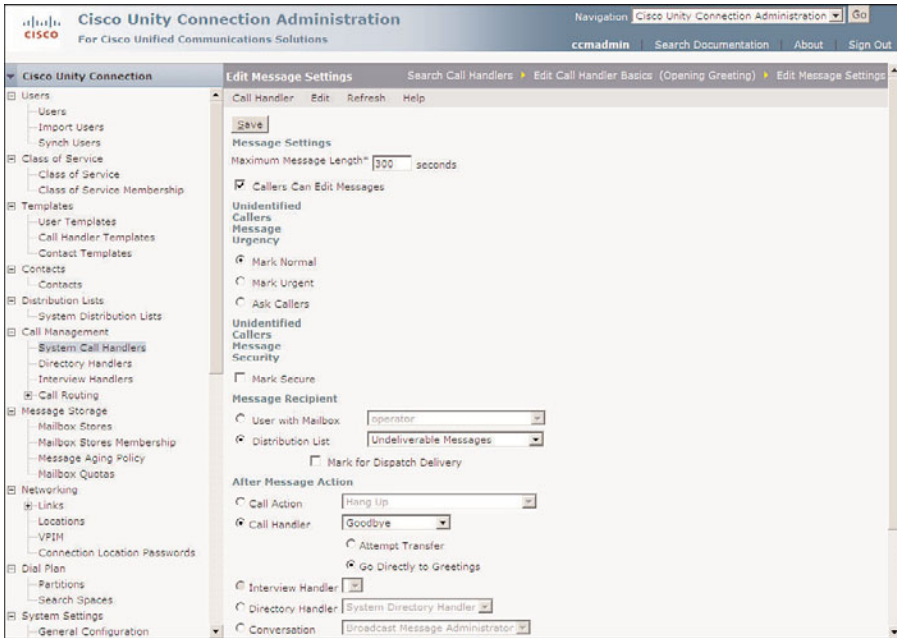 cisco
Cisco Unity Connection Administration
For Cisco Unified Communications Solutions
Navigation Cisco Unity Connection Administration Go
ccmadmin Search Documentation About Sign Out
Cisco Unity Connection
Users
Users
Import Users
Synch Users
Class of Service
Class of Service
Class of Service Membership
Templates
User Templates
Call Handler Templates
Contact Templates
Contacts
Contacts
Distribution Lists
System Distribution Lists
Call Management
System Call Handlers
Directory Handlers
Interview Handlers
Call Routing
Message Storage
Mailbox Stores
Mailbox Stores Membership
Message Aging Policy
Mailbox Quotas
Networking
Links
Locations
VPIM
Connection Location Passwords
Dial Plan
Partitions
Search Spaces
System Settings
General Configuration
Edit Message Settings Search Call Handlers Edit Call Handler Basics (Opening Greeting) Edit Message Settings
Call Handler Edit Refresh Help
Save
Message Settings
Maximum Message Length* 300 seconds
Callers Can Edit Messages
Unidentified
Callers
Message
Urgency
Mark Normal
Mark Urgent
Ask Callers
Unidentified
Callers
Message
Security
Mark Secure
Message Recipient
User with Mailbox operator
Distribution List Undeliverable Messages
Mark for Dispatch Delivery
After Message Action
Call Action Hang Up
Call Handler Goodbye
Attempt Transfer
Go Directly to Greetings
Interview Handler
Directory Handler System Directory Handler
Conversation Broadcast Message Administrator